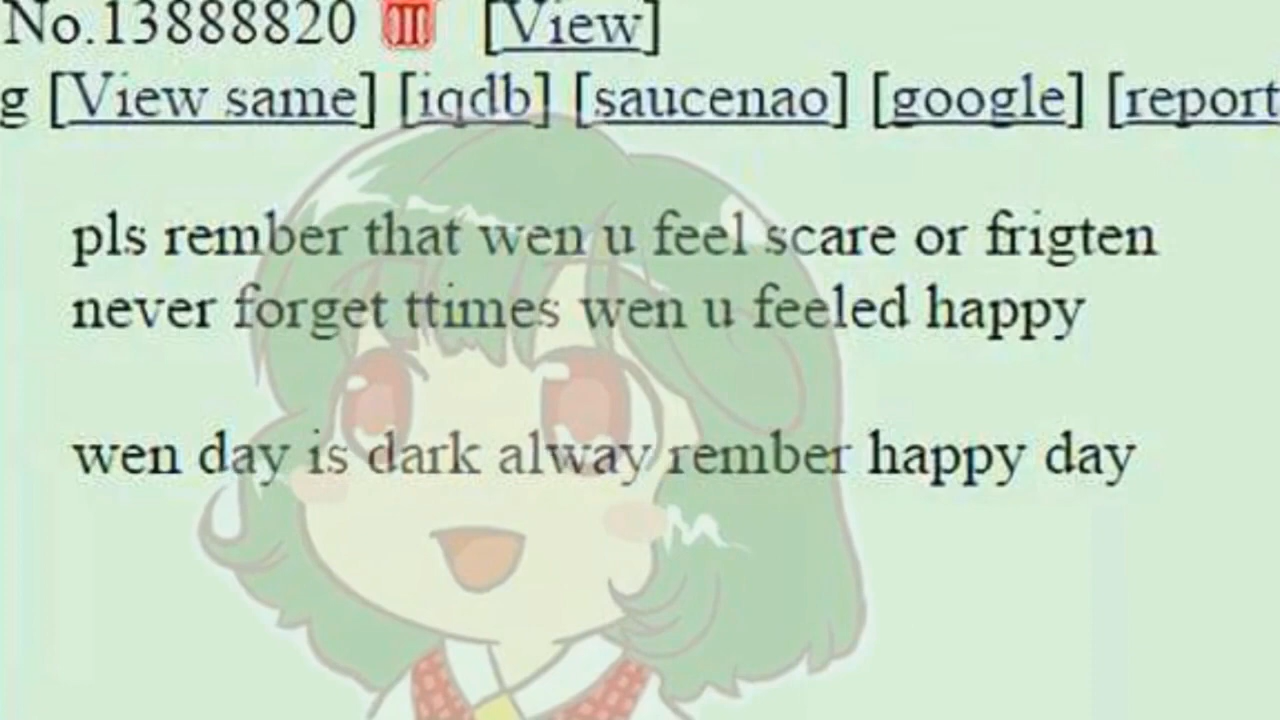 No.13888820 [View]
g [View same] [iqdb] [saucenao] [google] [report
pls rember that wen u feel scare or frigten
never forget ttimes wen u feeled happy
wen day is dark alway rember happy day